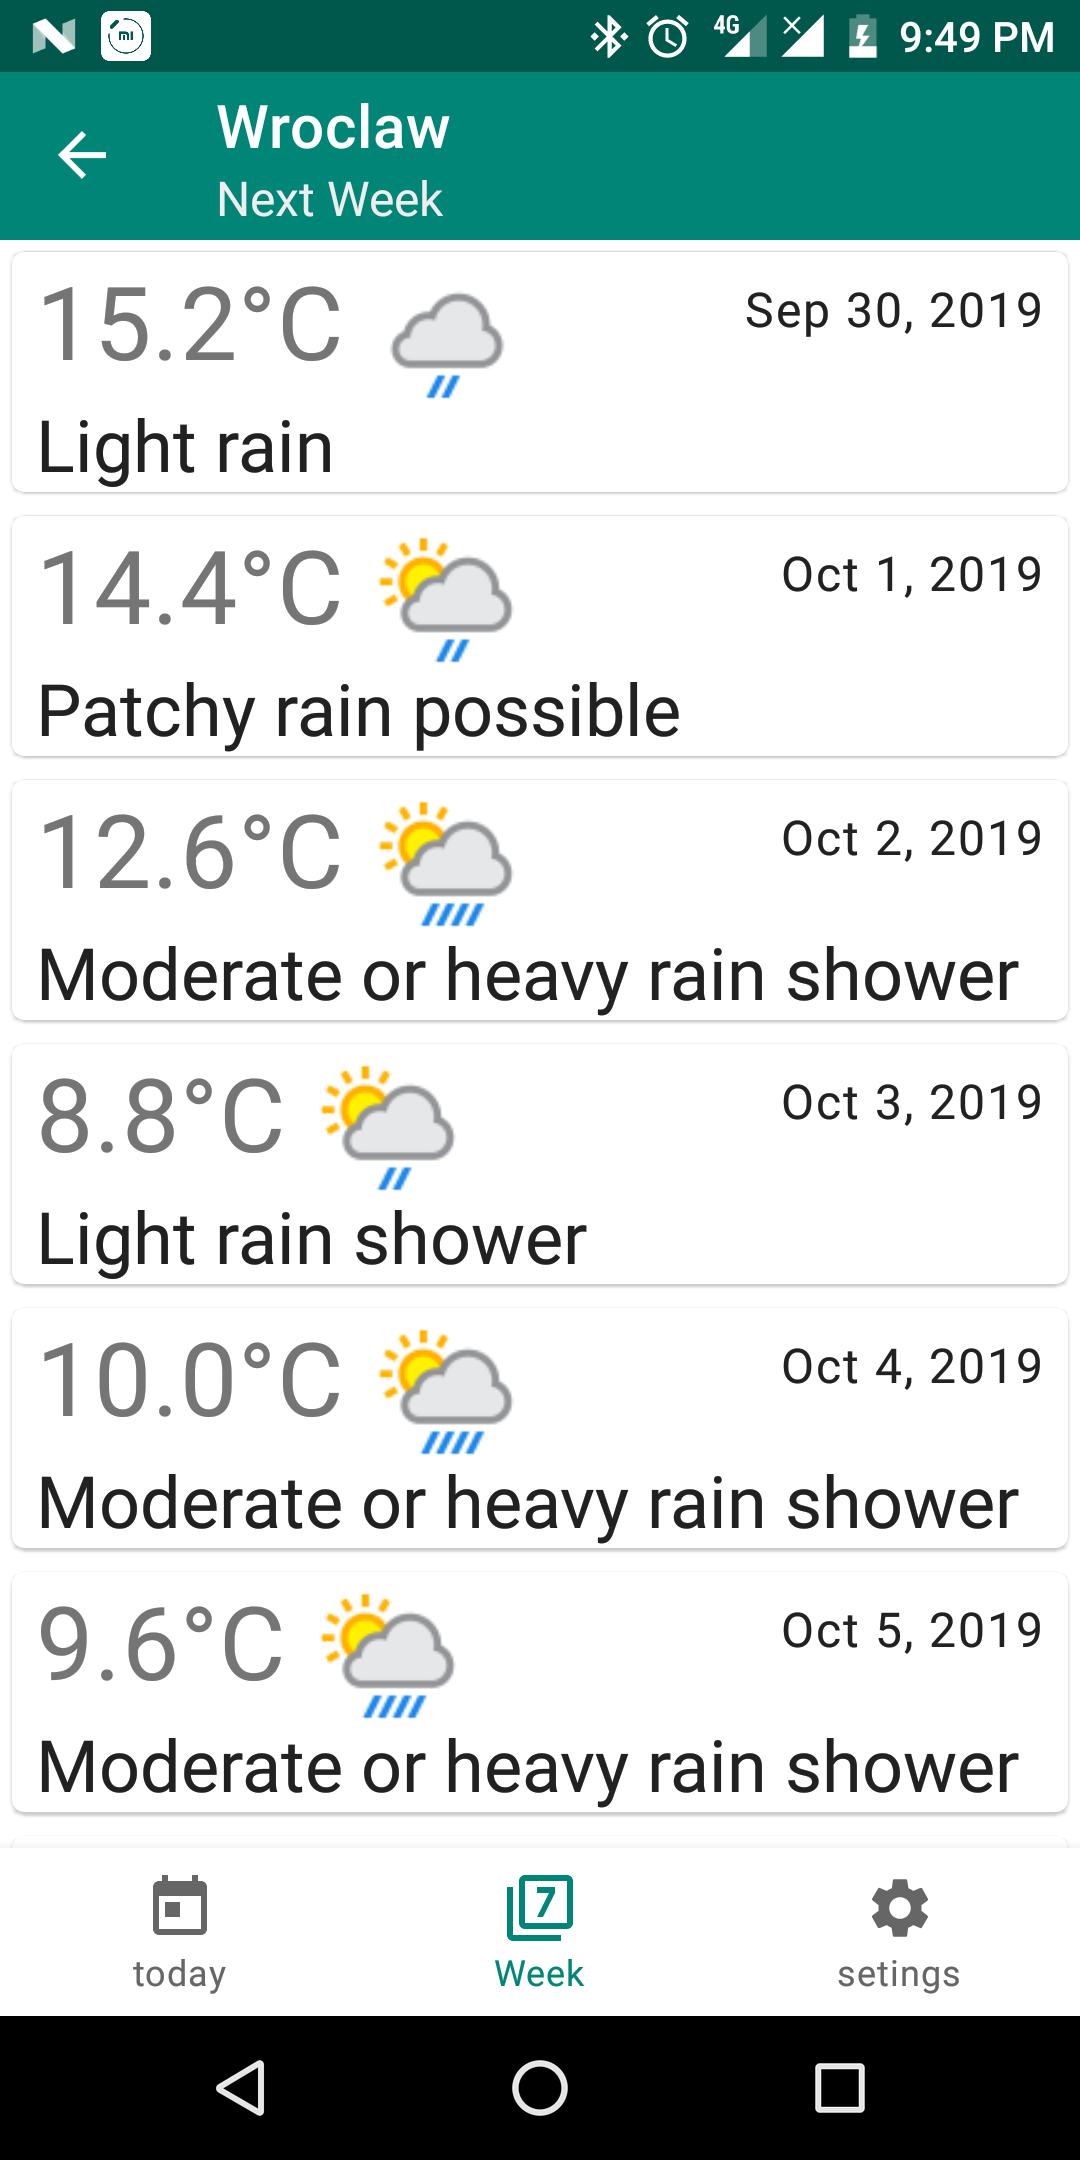 4G 9:49 PM
Wroclaw
Next Week
15.2°C Sep 30, 2019
Light rain
14.4°C Oct 1, 2019
Patchy rain possible
12.6°C Oct 2, 2019
Moderate or heavy rain shower
8.8°C Oct 3, 2019
Light rain shower
10.0°C Oct 4, 2019
Moderate or heavy rain shower
9.6°C Oct 5, 2019
Moderate or heavy rain shower
7
today Week setings